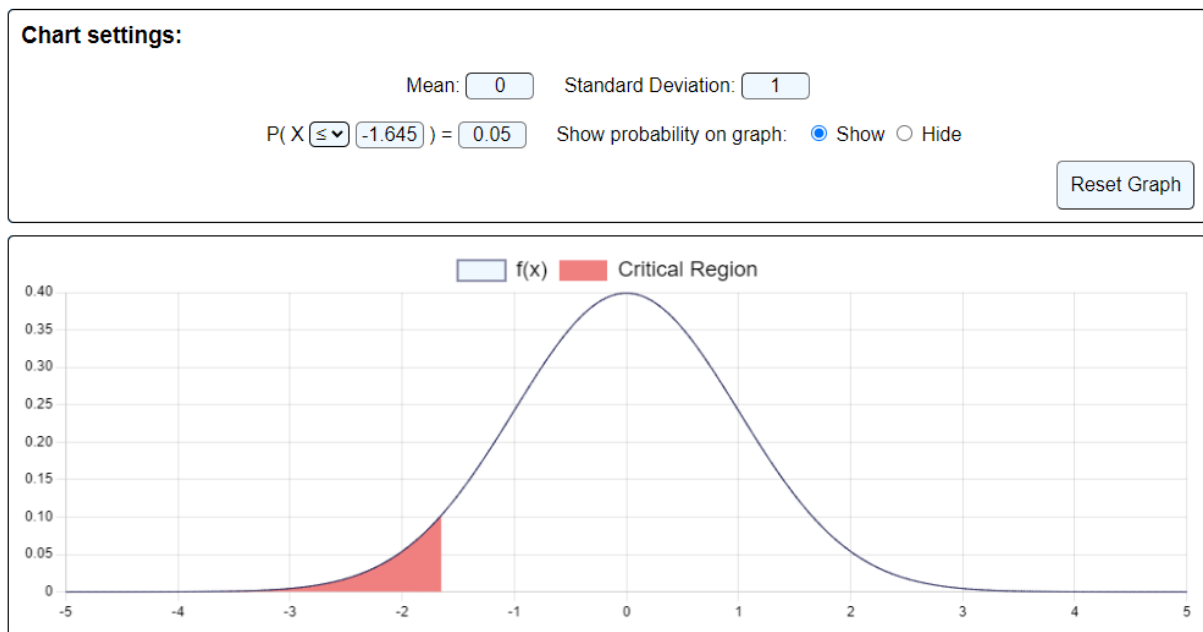 Chart settings:
Mean: 0 Standard Deviation: 1
P( X ≤ -1.645 ) = 0.05 Show probability on graph: Show Hide
Reset Graph
f(x) Critical Region
0.40
0.35
0.30
0.25
0.20
0.15
0.10
0.05
0
-5 -4 -3 -2 -1 0 1 2 3 4 5